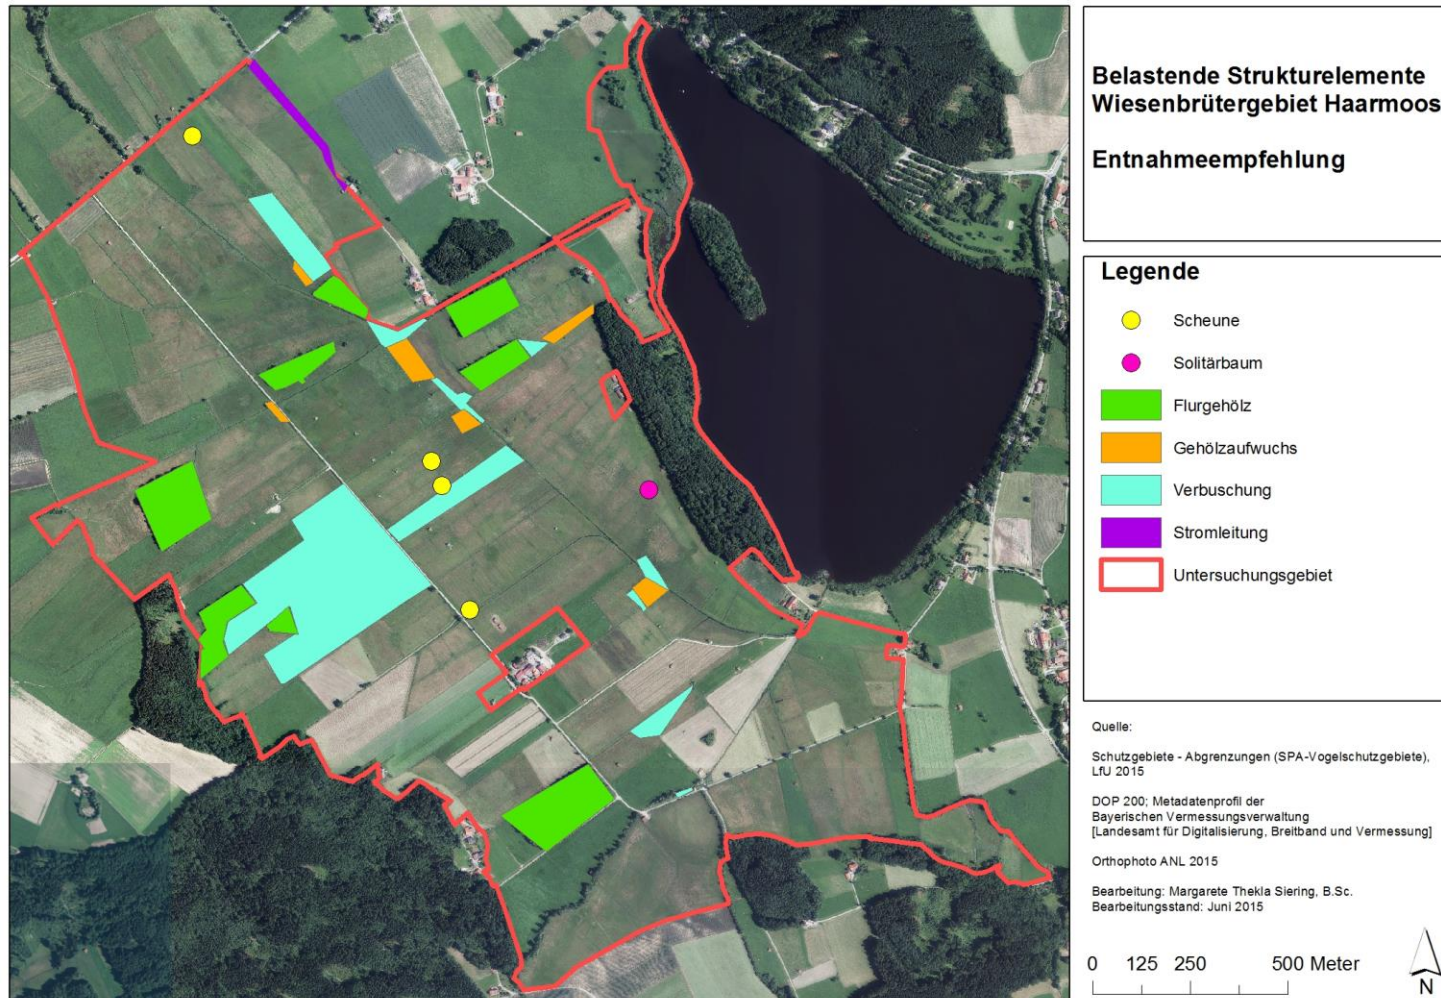 Belastende Strukturelemente
Wiesenbrütergebiet Haarmoos
Entnahmeempfehlung
Legende
Scheune
Solitärbaum
Flurgehölz
Gehölzaufwuchs
Verbuschung
Stromleitung
Untersuchungsgebiet
Quelle:
Schutzgebiete - Abgrenzungen (SPA-Vogelschutzgebiete),
LfU 2015
DOP 200; Metadatenprofil der
Bayerischen Vermessungsverwaltung
[Landesamt für Digitalisierung, Breitband und Vermessung]
Orthophoto ANL 2015
Bearbeitung: Margarete Thekla Siering, B.Sc.
Bearbeitungsstand: Juni 2015
0 125 250 500 Meter
N